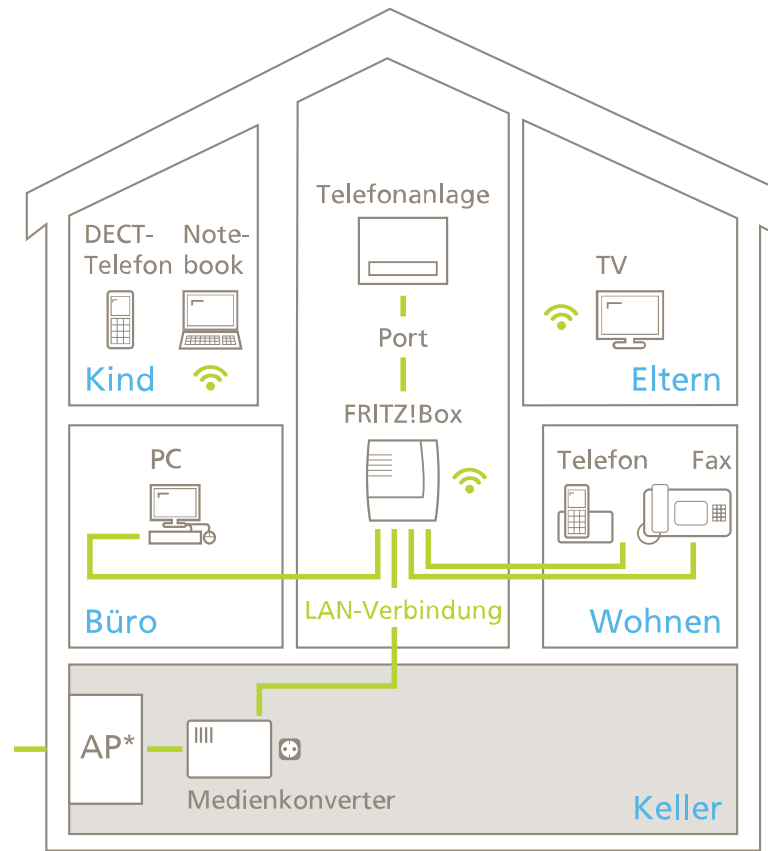 Telefonanlage
DECT-
Telefon
Note-
book
Kind
Port
TV
Eltern
FRITZ!Box
PC
Büro
Telefon
Fax
Wohnen
LAN-Verbindung
AP*
Medienkonverter
Keller